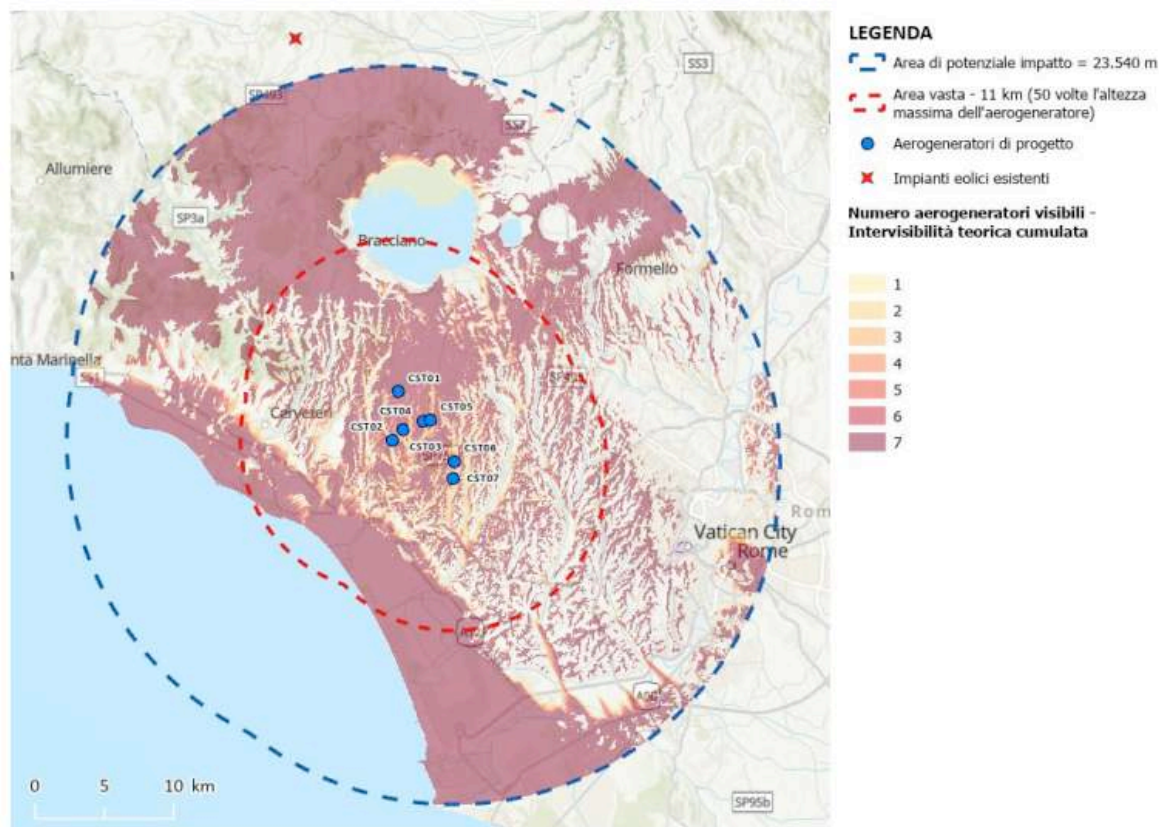 SS3
SP493
SS2
Allumiere
SP3a
Bracciano
Formello
nta Marinella
SS1
CST01
CST04
CST05
Cerveteri
CST02
CST03
CST06
CST07
Vatican City
Rom
Rome
SP95b
0 5 10 km
LEGENDA
Area di potenziale impatto = 23.540 m
Area vasta - 11 km (50 volte l'altezza
massima dell'aerogeneratore)
Aerogeneratori di progetto
Impianti eolici esistenti
Numero aerogeneratori visibili -
Intervisibilità teorica cumulata
1
2
3
4
5
6
7